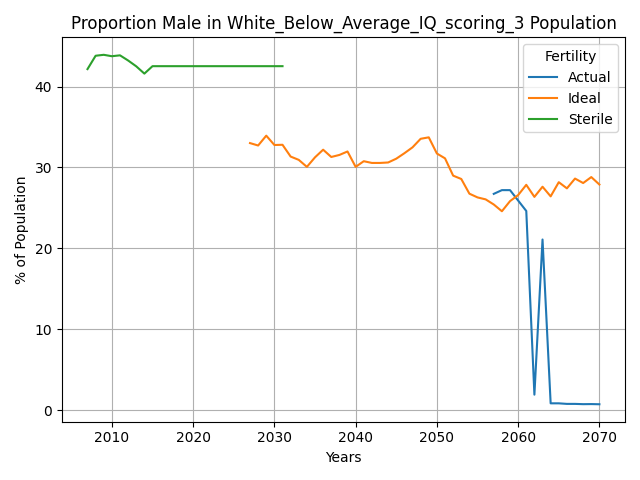 Proportion Male in White_Below_Average_IQ_scoring_3 Population
Fertility
Actual
Ideal
Sterile
% of Population
40
30
20
10
0
2010 2020 2030 2040 2050 2060 2070
Years